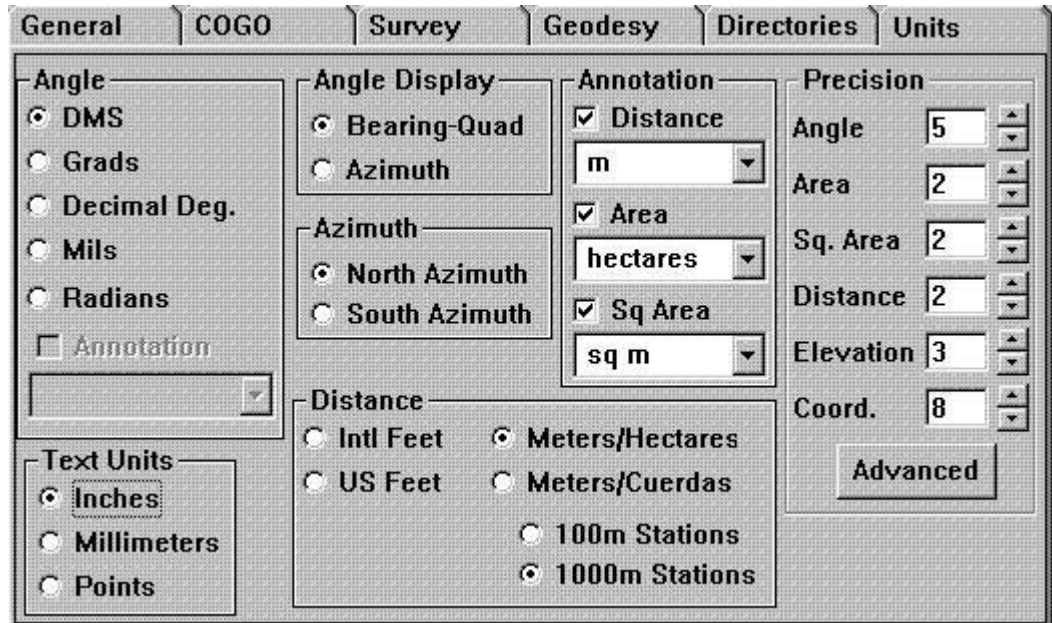 General
COGO
Survey
Geodesy
Directories
Units
Angle
DMS
Grads
Decimal Deg.
Mils
Radians
Annotation
Text Units
Inches
Millimeters
Points
Angle Display
Bearing-Quad
Azimuth
Azimuth
North Azimuth
South Azimuth
Annotation
Distance
m
Area
hectares
Sq Area
sq m
Distance
Intl Feet
Meters/Hectares
US Feet
Meters/Cuerdas
100m Stations
1000m Stations
Precision
Angle 5
Area 2
Sq. Area 2
Distance 2
Elevation 3
Coord. 8
Advanced